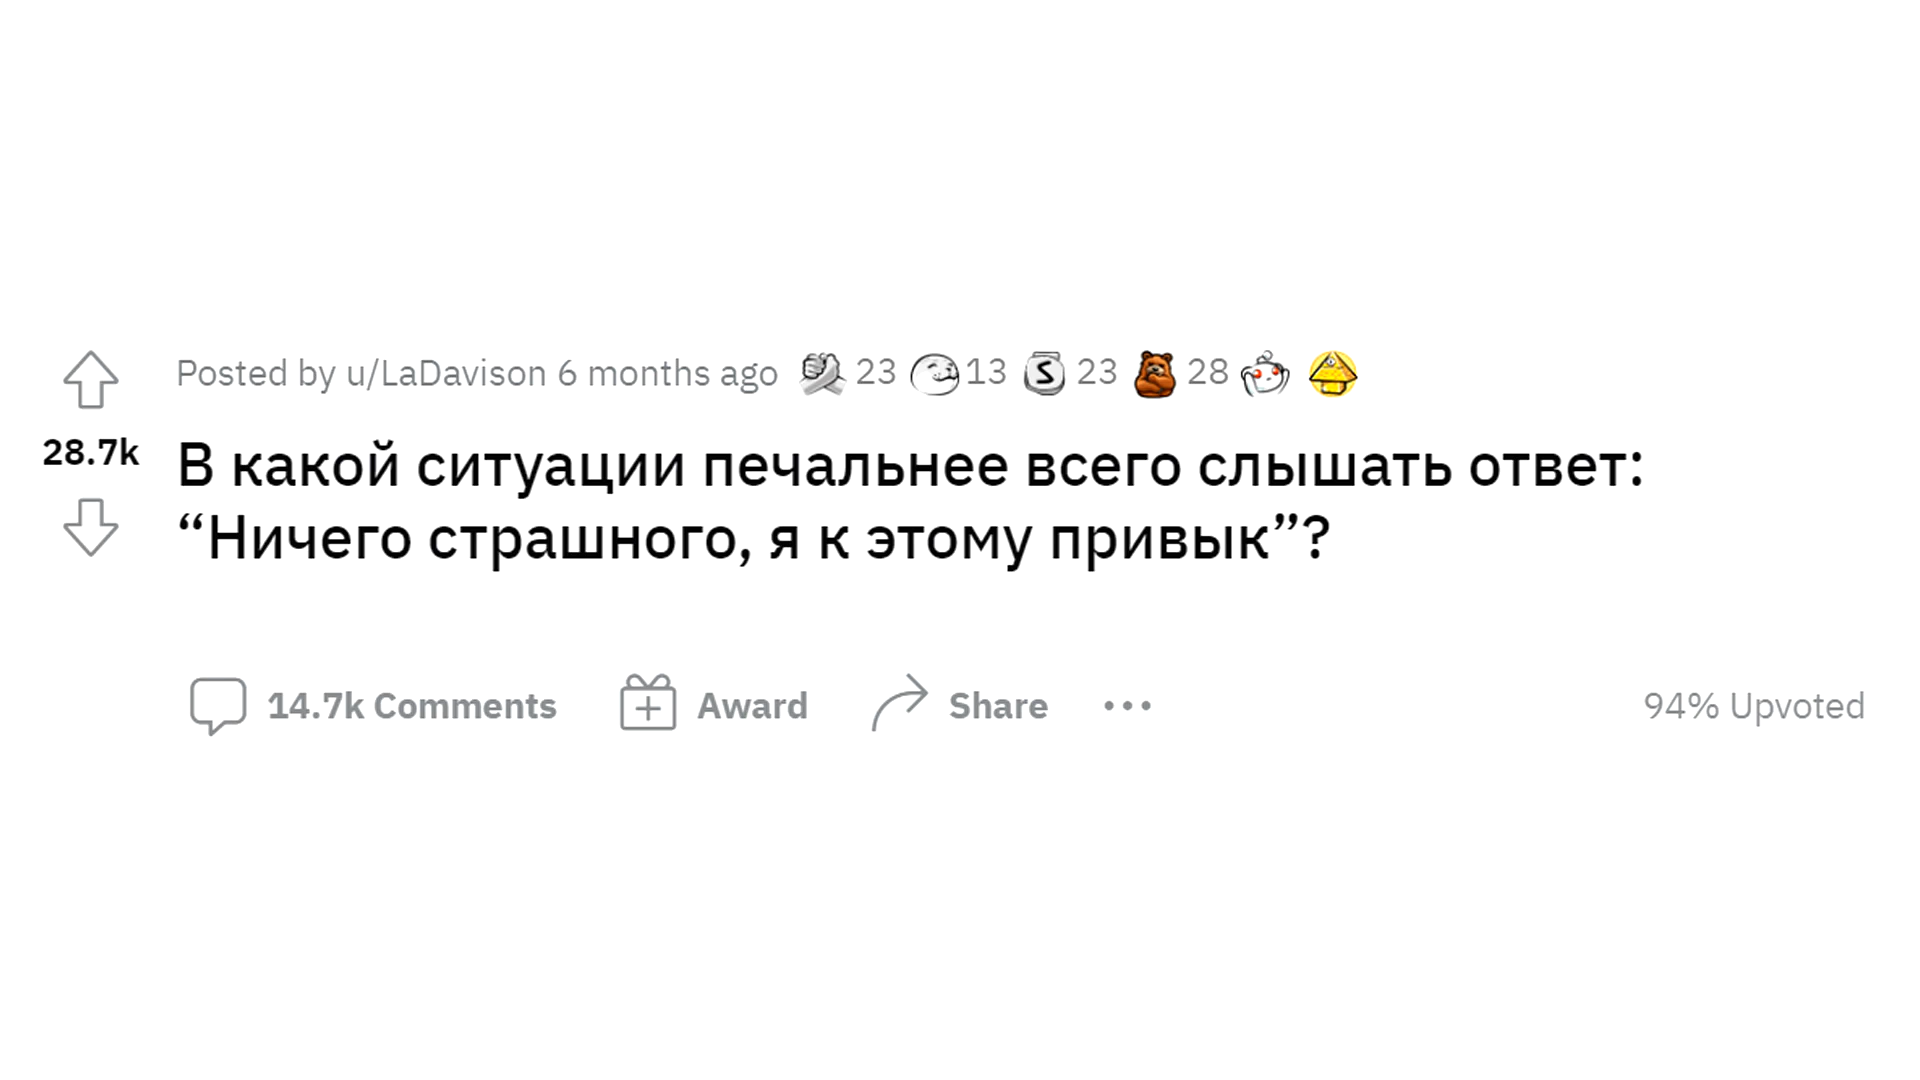 Posted by u/LaDavison 6 months ago 23 13 S 23 28
28.7k
В какой ситуации печальнее всего слышать ответ:
“Ничего страшного, я к этому привык”?
14.7k Comments Award Share 94% Upvoted